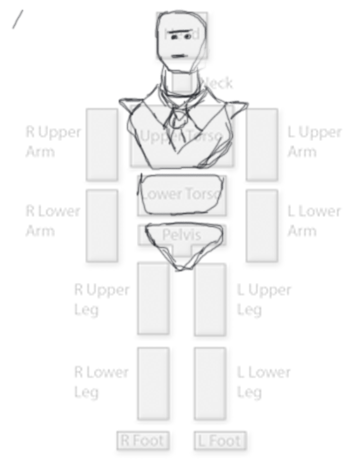 Head
Neck
R Upper
Arm
Upper Torso
L Upper
Arm
Lower Torso
R Lower
Arm
L Lower
Arm
Pelvis
R Upper
Leg
L Upper
Leg
R Lower
Leg
L Lower
Leg
R Foot
L Foot